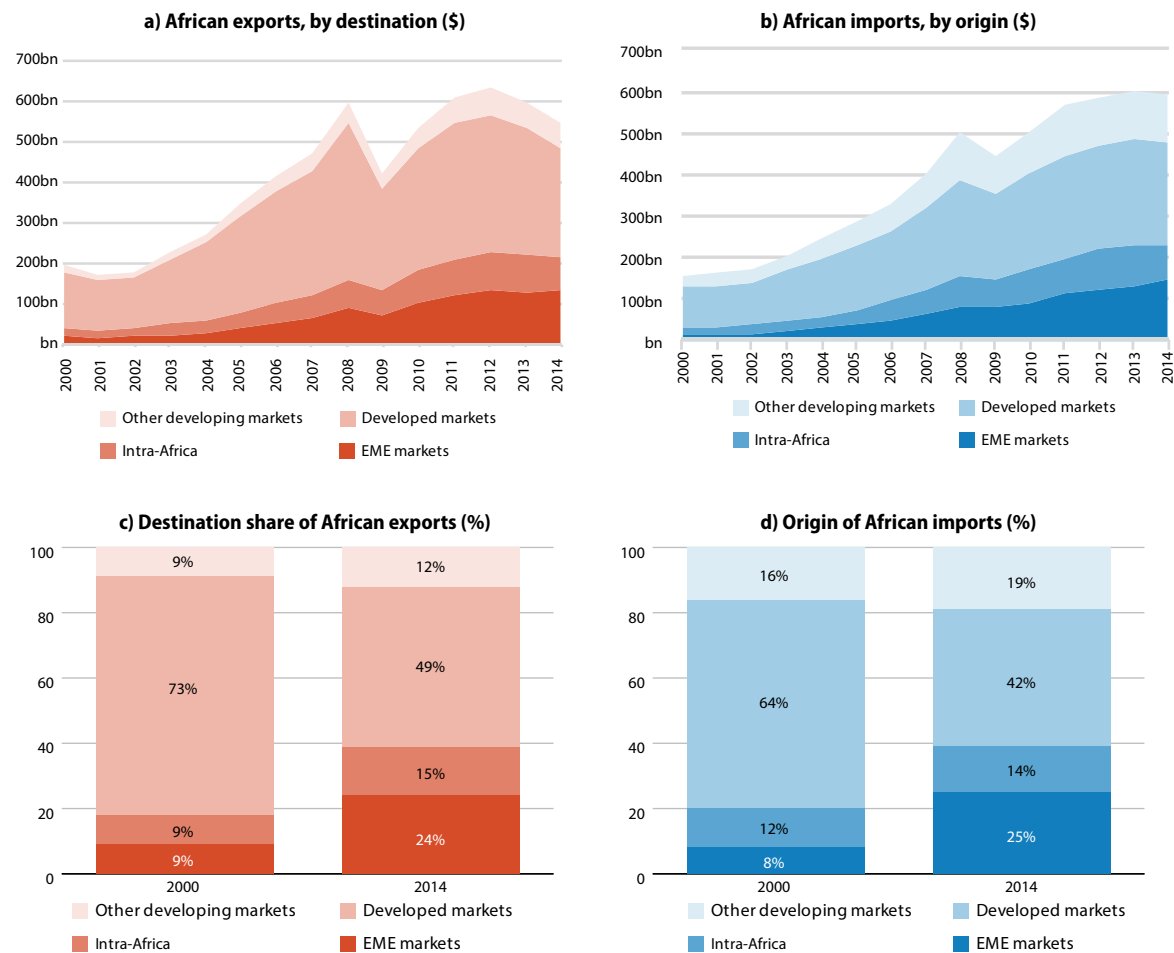 a) African exports, by destination ($)
700bn
600bn
500bn
400bn
300bn
200bn
100bn
bn
2000 2001 2002 2003 2004 2005 2006 2007 2008 2009 2010 2011 2012 2013 2014
Other developing markets Developed markets
Intra-Africa EME markets
b) African imports, by origin ($)
700bn
600bn
500bn
400bn
300bn
200bn
100bn
bn
2000 2001 2002 2003 2004 2005 2006 2007 2008 2009 2010 2011 2012 2013 2014
Other developing markets Developed markets
Intra-Africa EME markets
c) Destination share of African exports (%)
100
80
60
40
20
0
9%
73%
9%
9%
12%
49%
15%
24%
2000 2014
Other developing markets Developed markets
Intra-Africa EME markets
d) Origin of African imports (%)
100
80
60
40
20
0
16%
64%
12%
8%
19%
42%
14%
25%
2000 2014
Other developing markets Developed markets
Intra-Africa EME markets